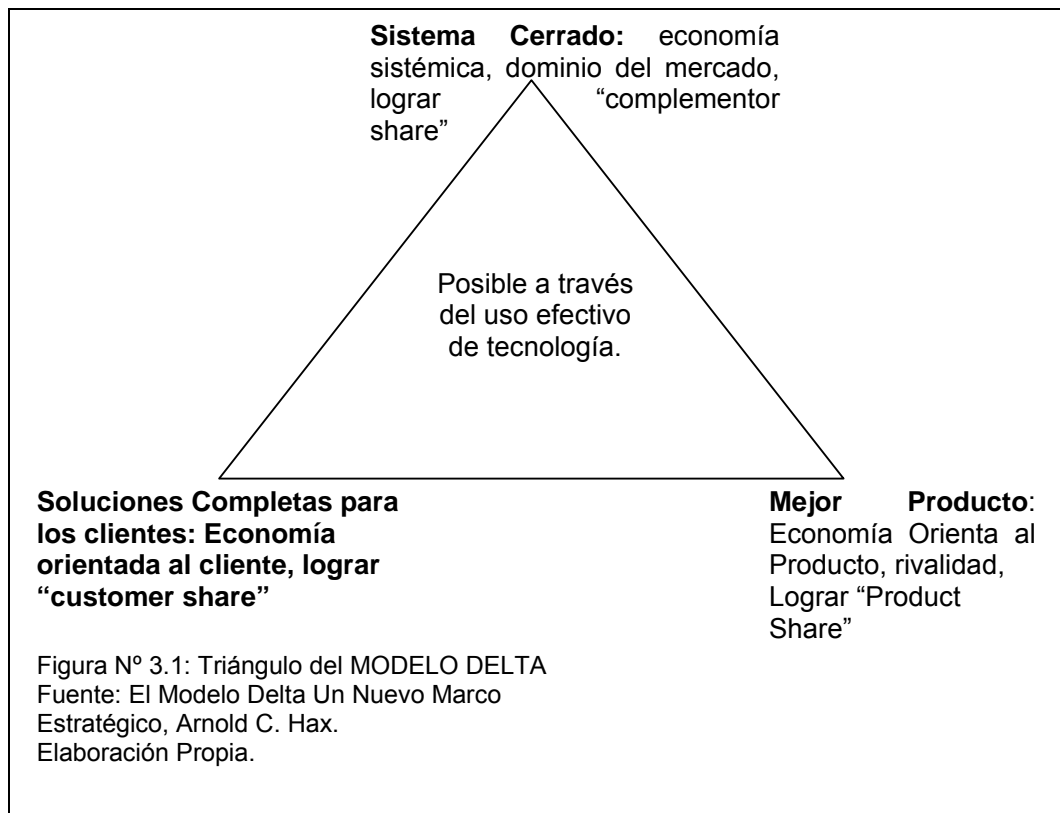 Sistema Cerrado: economía
sistémica, dominio del mercado,
lograr “complementor
share”
Posible a través
del uso efectivo
de tecnología.
Soluciones Completas para
los clientes: Economía
orientada al cliente, lograr
“customer share”
Mejor Producto:
Economía Orienta al
Producto, rivalidad,
Lograr “Product
Share”
Figura Nº 3.1: Triángulo del MODELO DELTA
Fuente: El Modelo Delta Un Nuevo Marco
Estratégico, Arnold C. Hax.
Elaboración Propia.